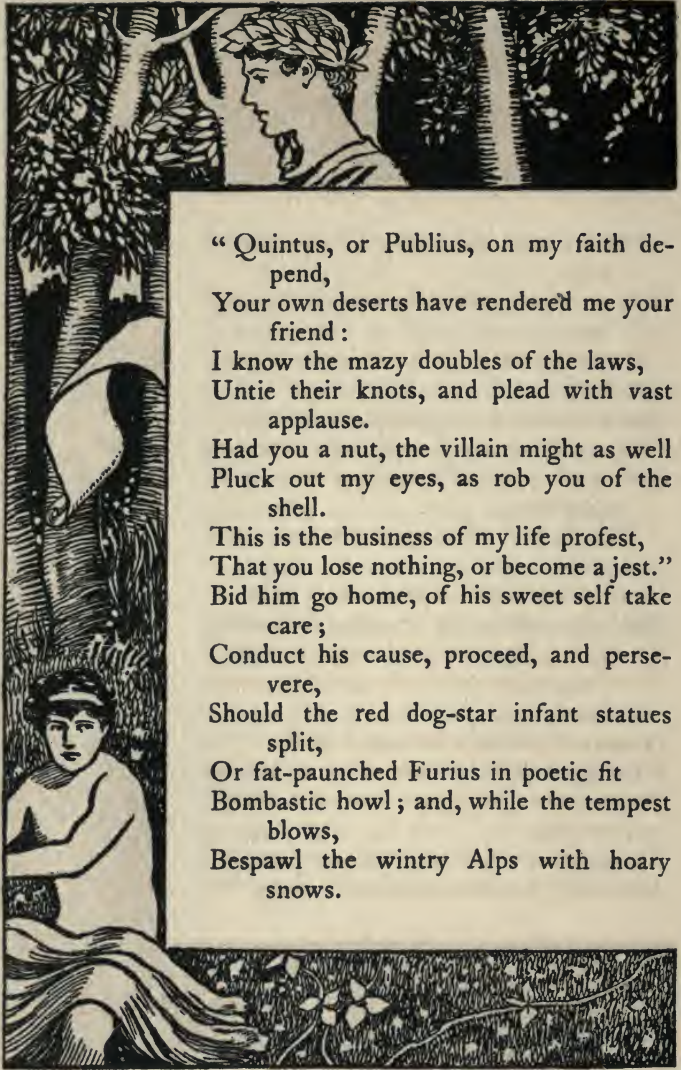 “ Quintus, or Publius, on my faith de-
pend,
Your own deserts have rendered me your
friend :
I know the mazy doubles of the laws,
Untie their knots, and plead with vast
applause.
Had you a nut, the villain might as well
Pluck out my eyes, as rob you of the
shell.
This is the business of my life profest,
That you lose nothing, or become a jest.”
Bid him go home, of his sweet self take
care ;
Conduct his cause, proceed, and perse-
vere,
Should the red dog-star infant statues
split,
Or fat-paunched Furius in poetic fit
Bombastic howl ; and, while the tempest
blows,
Bespawl the wintry Alps with hoary
snows.